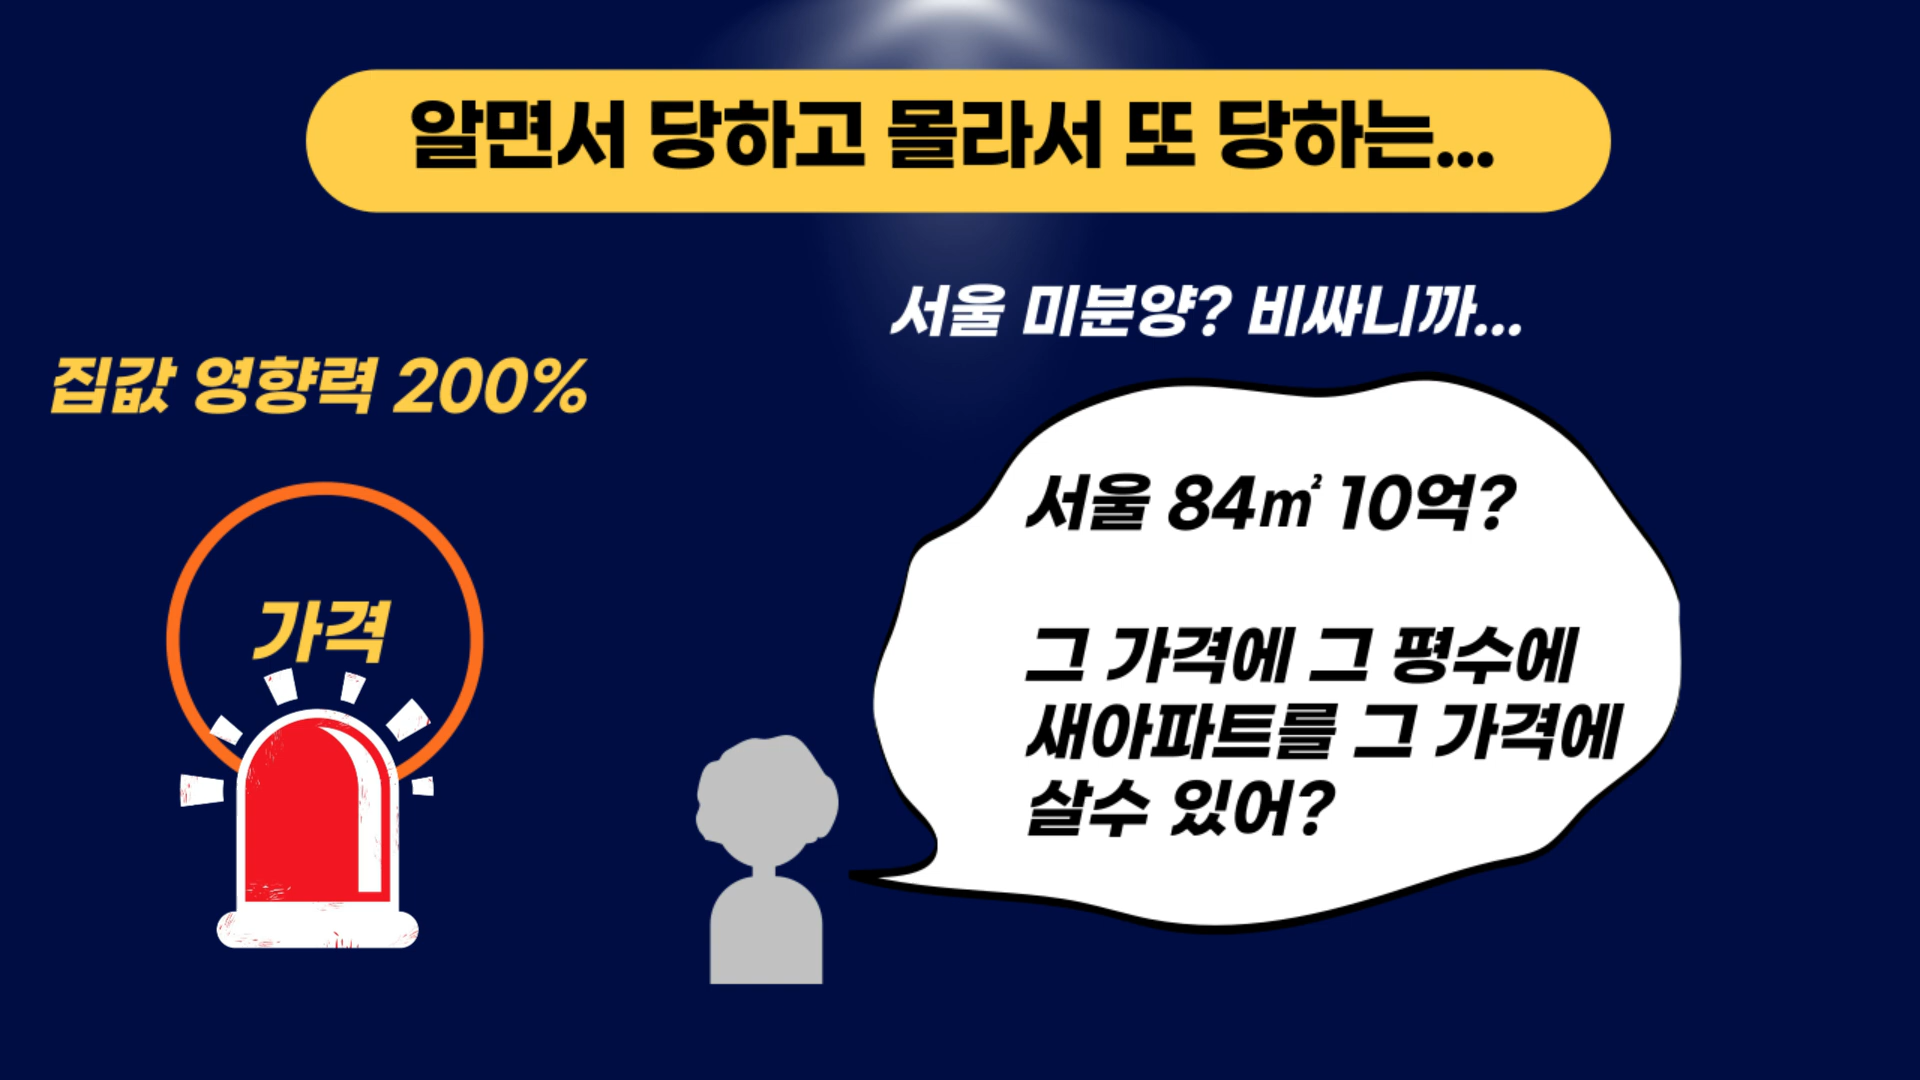 알면서 당하고 몰라서 또 당하는...
서울 미분양? 비싸니까...
집값 영향력 200%
가격
서울 84㎡ 10억?
그 가격에 그 평수에
새아파트를 그 가격에
살수 있어?